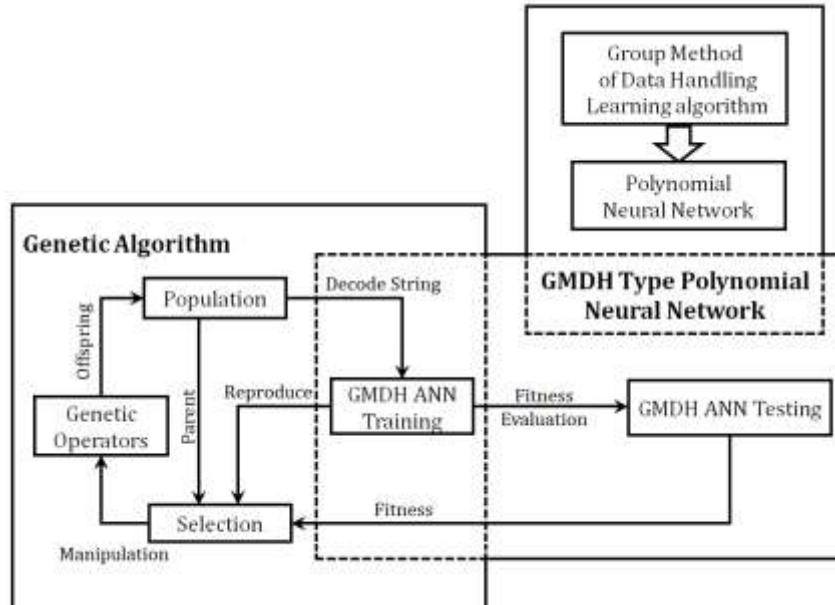 Group Method
of Data Handling
Learning algorithm
Polynomial
Neural Network
Genetic Algorithm
GMDH Type Polynomial
Neural Network
Population
Decode String
Offspring
Parent
Reproduce
GMDH ANN
Training
Fitness
Evaluation
GMDH ANN Testing
Genetic
Operators
Selection
Fitness
Manipulation